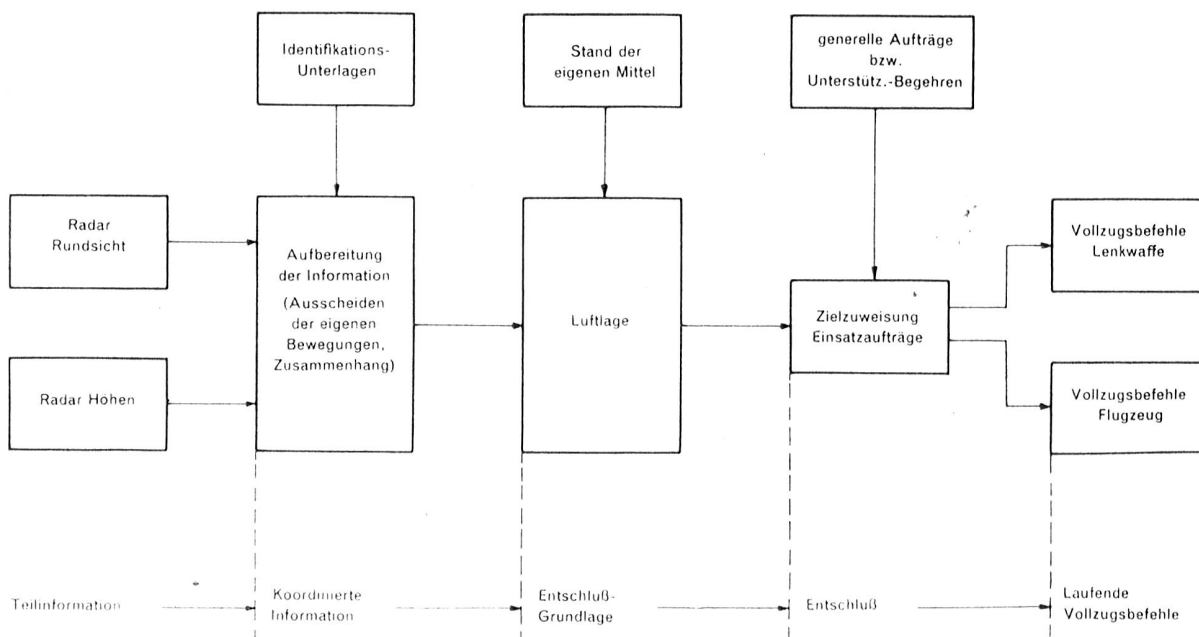 Identifikations-
Unterlagen
Stand der
eigenen Mittel
generelle Aufträge
bzw.
Unterstütz.-Begehren
Radar
Rundsicht
Radar Höhen
Aufbereitung
der Information
(Ausscheiden
der eigenen
Bewegungen,
Zusammenhang)
Luftlage
Zielzuweisung
Einsatzaufträge
Vollzugsbefehle
Lenkwaffe
Vollzugsbefehle
Flugzeug
Teilinformation
Koordinierte
Information
Entschluß-
Grundlage
Entschluß
Laufende
Vollzugsbefehle